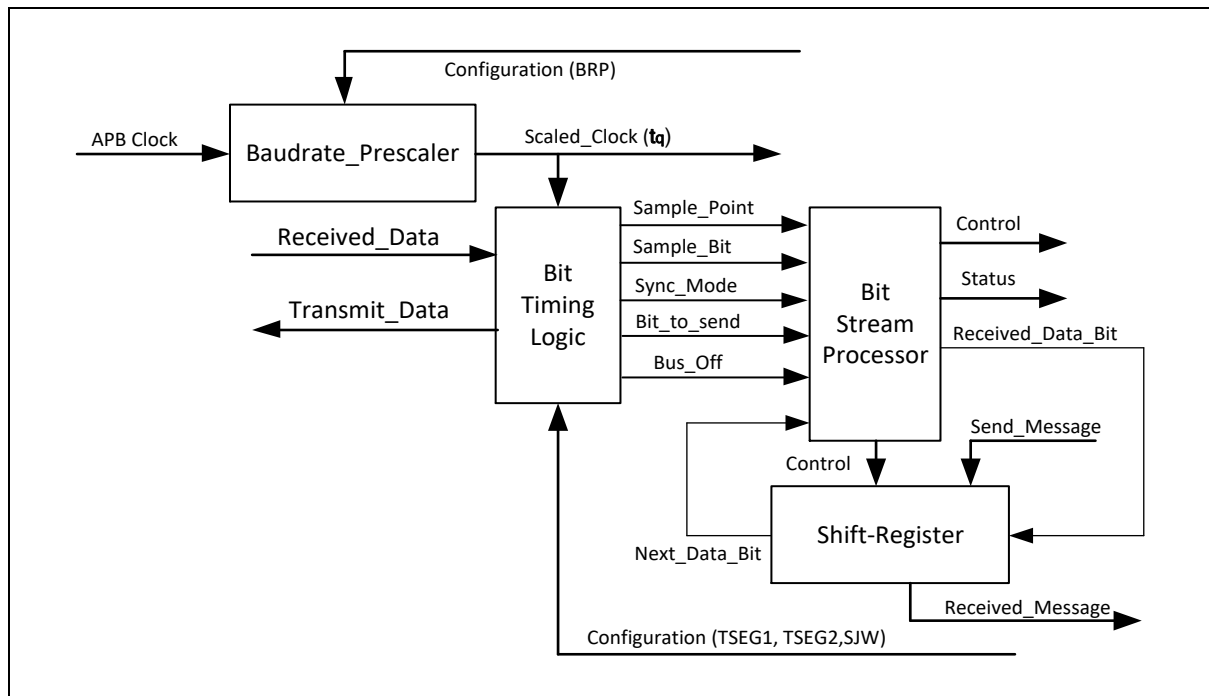 Configuration (BRP)
APB Clock
Baudrate_Prescaler
Scaled_Clock (tq)
Received_Data
Transmit_Data
Bit
Timing
Logic
Sample_Point
Sample_Bit
Sync_Mode
Bit_to_send
Bus_Off
Bit
Stream
Processor
Control
Status
Received_Data_Bit
Send_Message
Control
Shift-Register
Next_Data_Bit
Received_Message
Configuration (TSEG1, TSEG2,SJW)